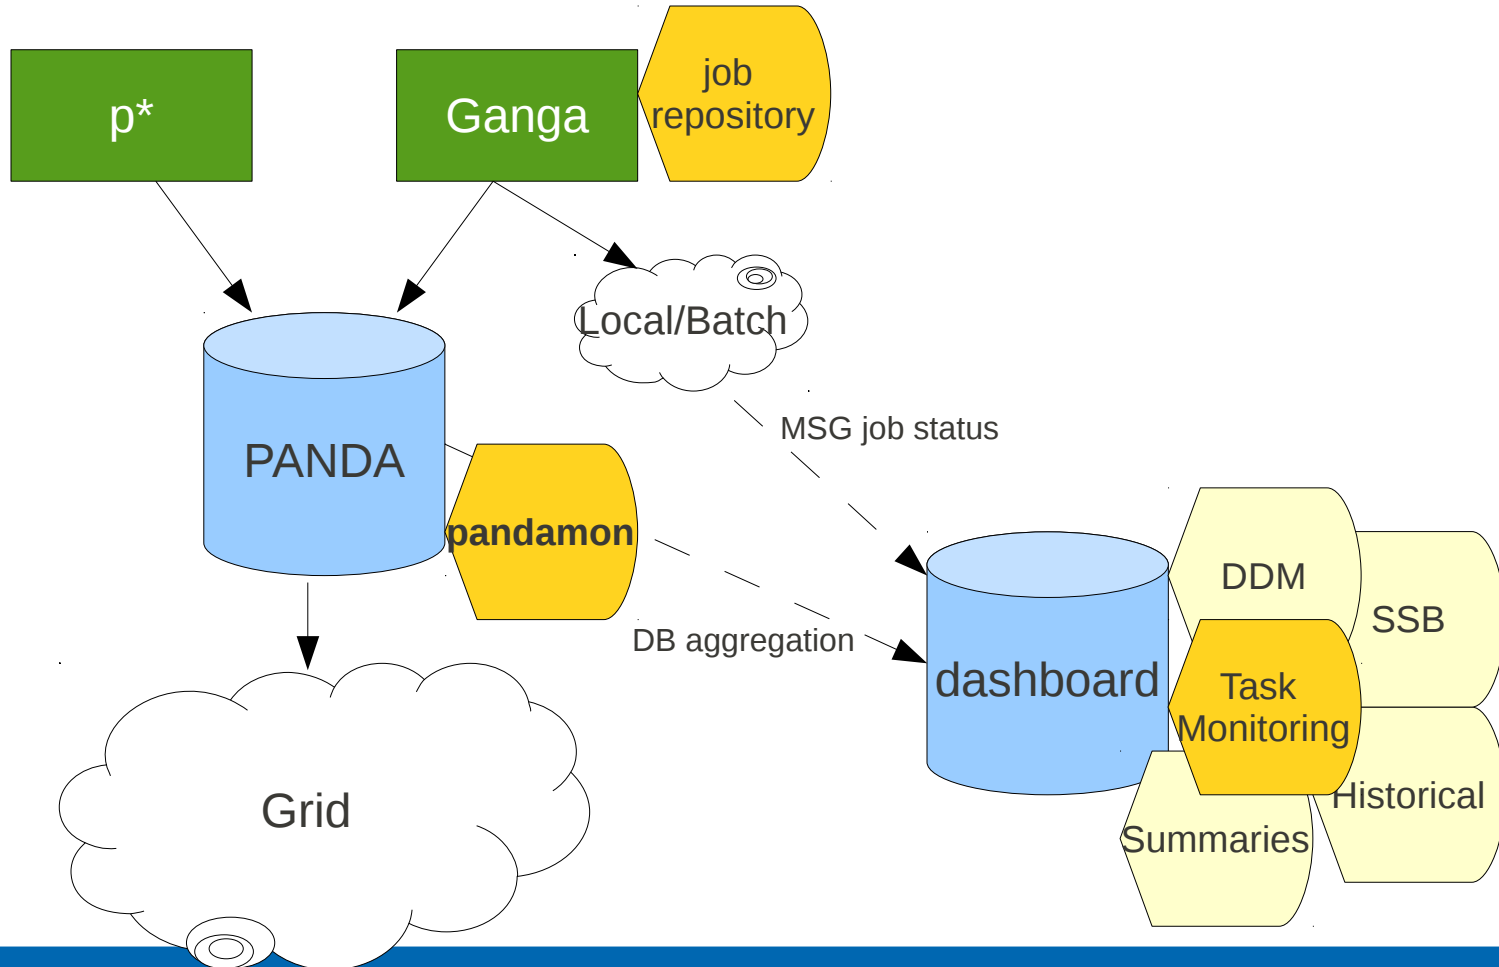 p*
Ganga
job
repository
Local/Batch
MSG job status
PANDA
pandamon
DB aggregation
dashboard
DDM
SSB
Task
Monitoring
Historical
Summaries
Grid